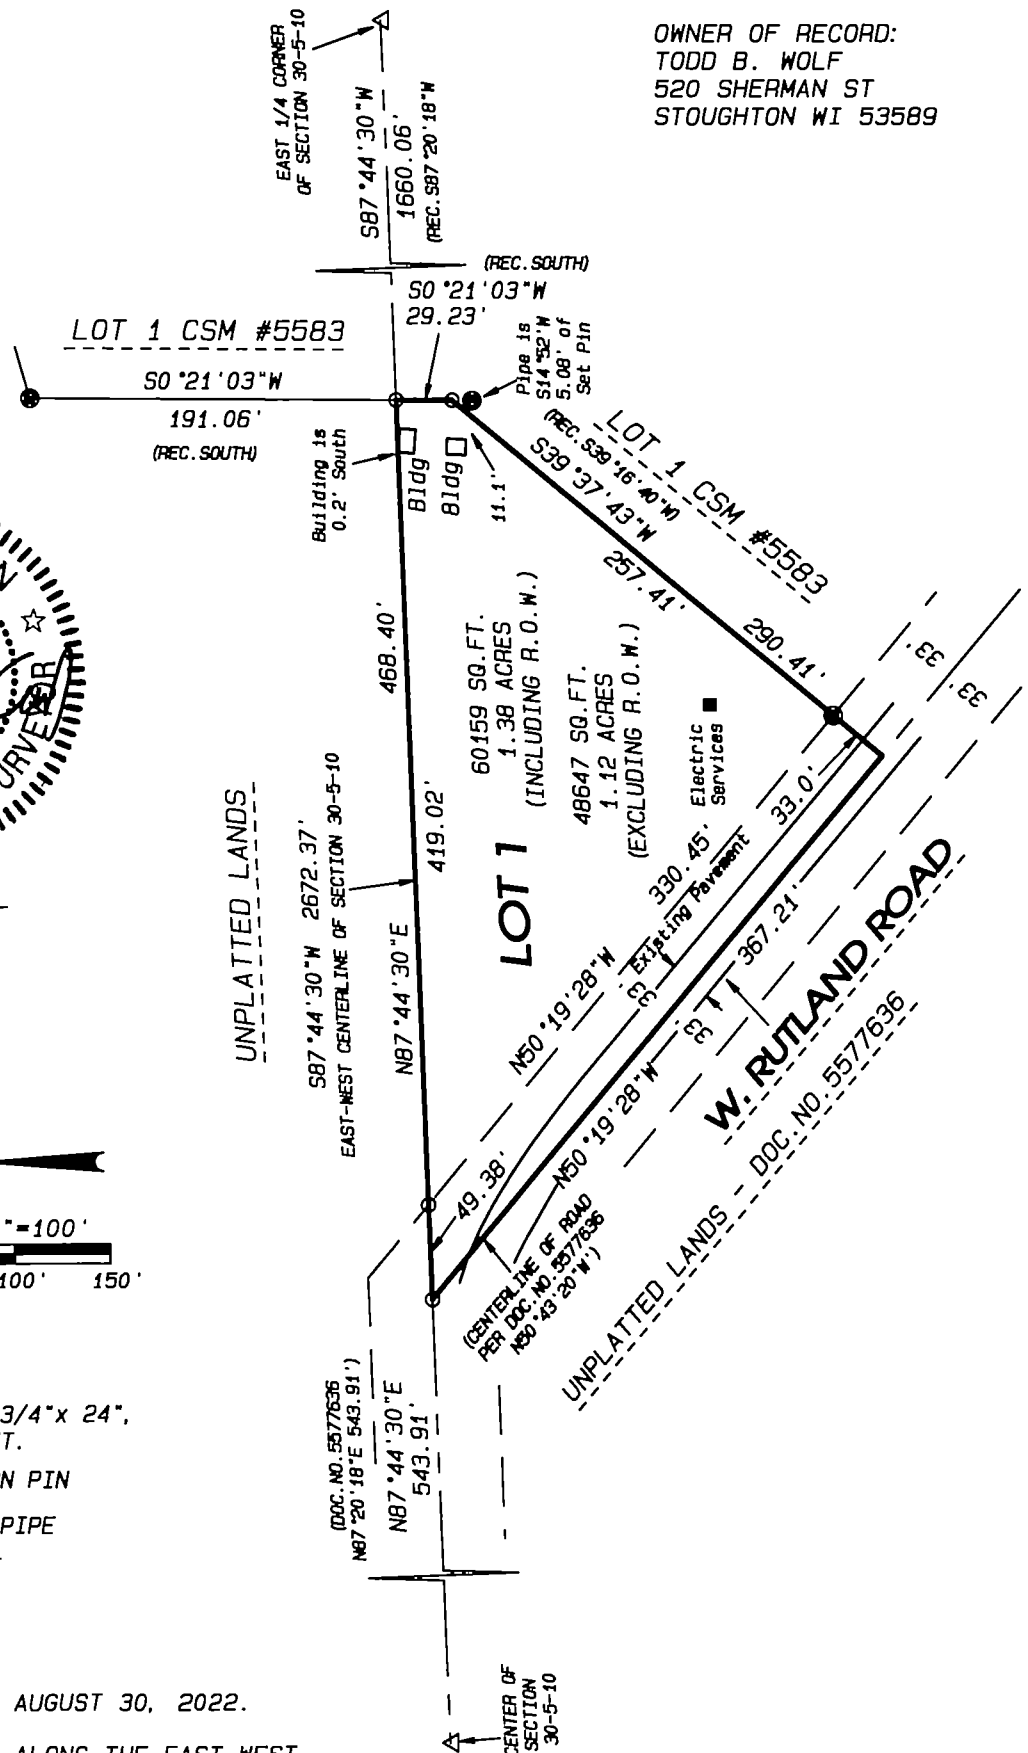 OWNER OF RECORD:
TODD B. WOLF
520 SHERMAN ST
STOUGHTON WI 53589
EAST 1/4 CORNER
OF SECTION 30-5-10
S87°44'30"W
1660.06'
(REC.S87°20'18"W
(REC.SOUTH)
S0°21'03"W
29.23'
LOT 1 CSM #5583
S0°21'03"W
191.06'
(REC.SOUTH)
Pipe is
S14°52'W
5.08' of
Set Pin
Building is
0.2' South
Bldg
Bldg
11.1'
LOT 1 CSM #5583
(REC.S39°16'40"W)
S39°37'43"W
257.41'
290.41'
468.40'
60159 SQ.FT.
1.38 ACRES
(INCLUDING R.O.W.)
48647 SQ.FT.
1.12 ACRES
(EXCLUDING R.O.W.)
Electric
Services
33'
33'
33.0'
URVEYOR
UNPLATTED LANDS
S87°44'30"W 2672.37'
EAST-WEST CENTERLINE OF SECTION 30-5-10
N87°44'30"E
419.02'
LOT 1
330.45'
N50°19'28"W
Existing Pavement
33'
367.21'
33
N50°19'28"W
W. RUTLAND ROAD
UNPLATTED LANDS - DOC.NO.5577636
49.38'
(CENTERLINE OF ROAD
PER DOC.NO.5577636
N50°43'20"W')
"=100'
100' 150'
(DOC.NO.5577636
N87°20'18"E 543.91')
N87°44'30"E
543.91'
3/4"x 24",
T.
N PIN
PIPE
CENTER OF
SECTION
30-5-10
AUGUST 30, 2022.
ALONG THE EAST-WEST